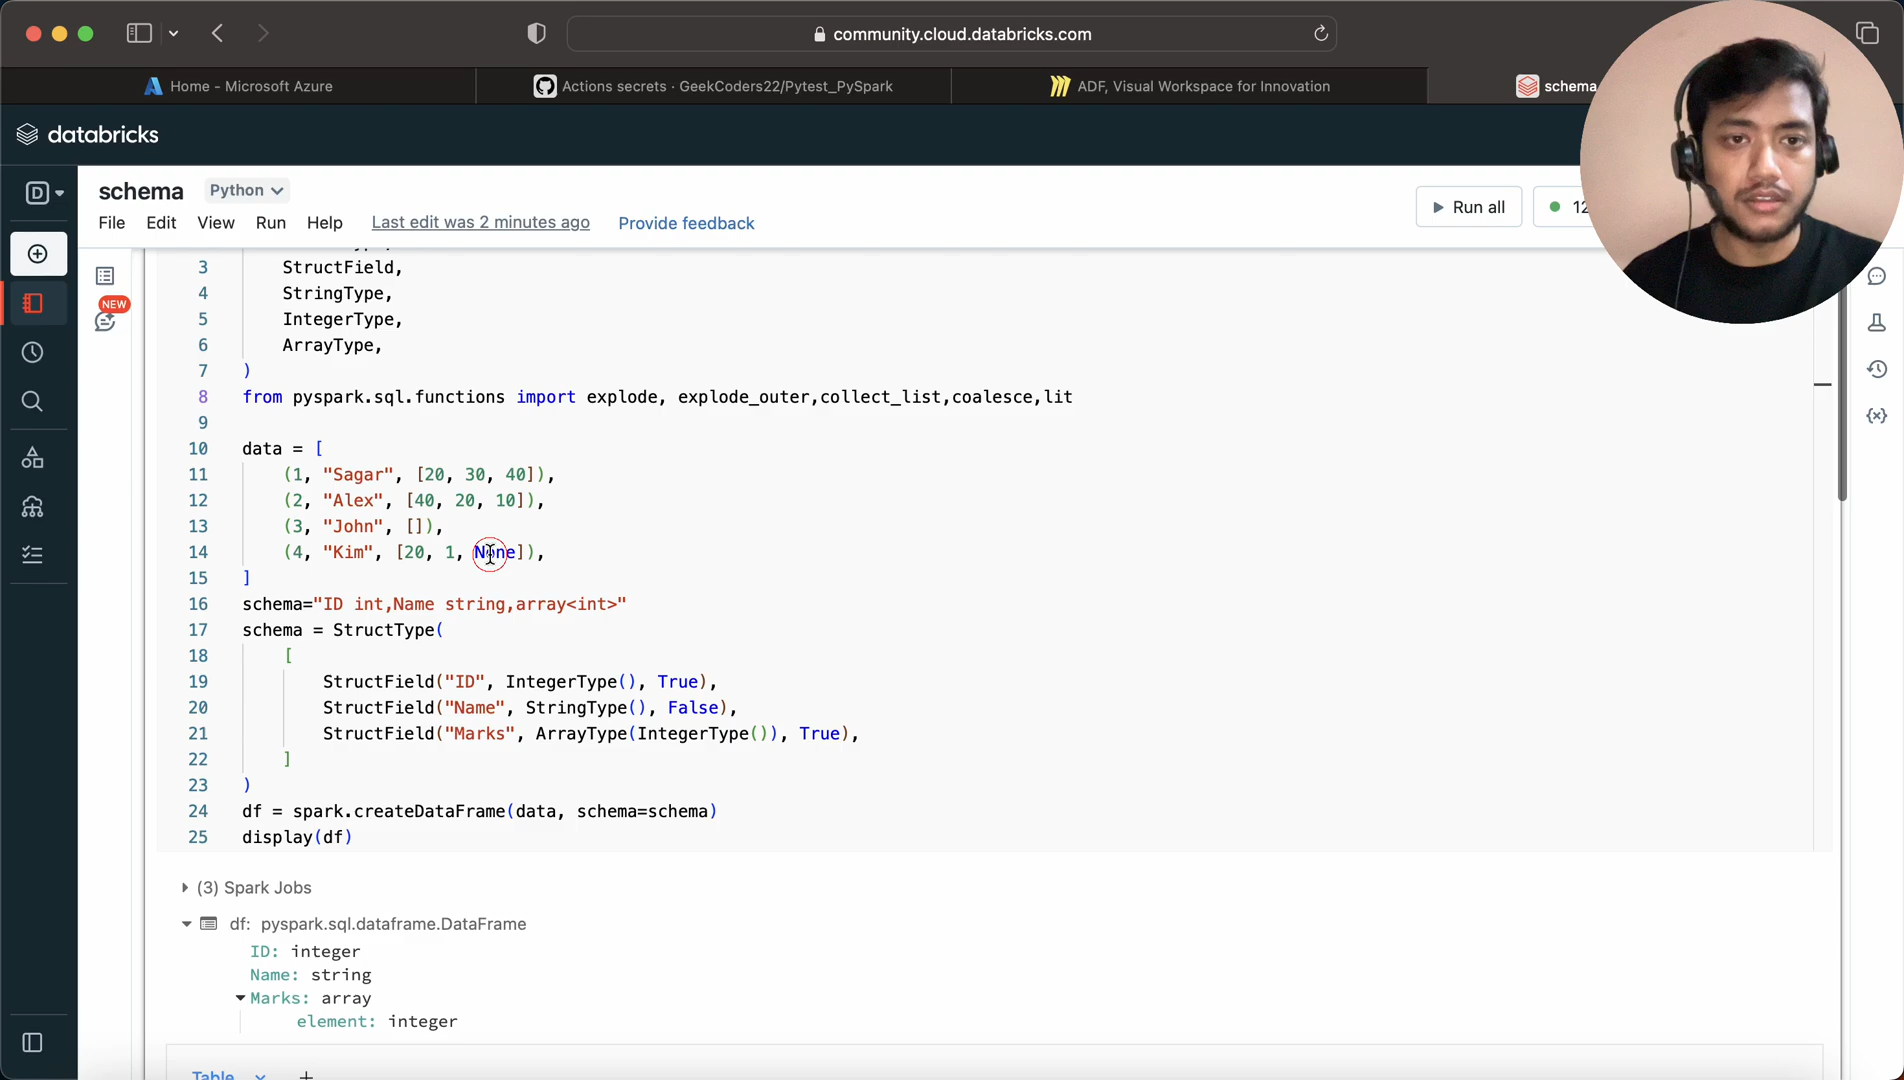 community.cloud.databricks.com
Home - Microsoft Azure
Actions secrets · GeekCoders22/Pytest_PySpark
ADF, Visual Workspace for Innovation
schema
databricks
D
schema Python
Run all
12
File Edit View Run Help Last edit was 2 minutes ago Provide feedback
NEW
3 StructField,
4 StringType,
5 IntegerType,
6 ArrayType,
7 )
8 from pyspark.sql.functions import explode, explode_outer,collect_list,coalesce,lit
9
10 data = [
11 (1, "Sagar", [20, 30, 40]),
12 (2, "Alex", [40, 20, 10]),
13 (3, "John", []),
14 (4, "Kim", [20, 1, None]),
15 ]
16 schema="ID int,Name string,array<int>"
17 schema = StructType(
18 [
19 StructField("ID", IntegerType(), True),
20 StructField("Name", StringType(), False),
21 StructField("Marks", ArrayType(IntegerType()), True),
22 ]
23 )
24 df = spark.createDataFrame(data, schema=schema)
25 display(df)
(3) Spark Jobs
df: pyspark.sql.dataframe.DataFrame
ID: integer
Name: string
Marks: array
element: integer
Table +